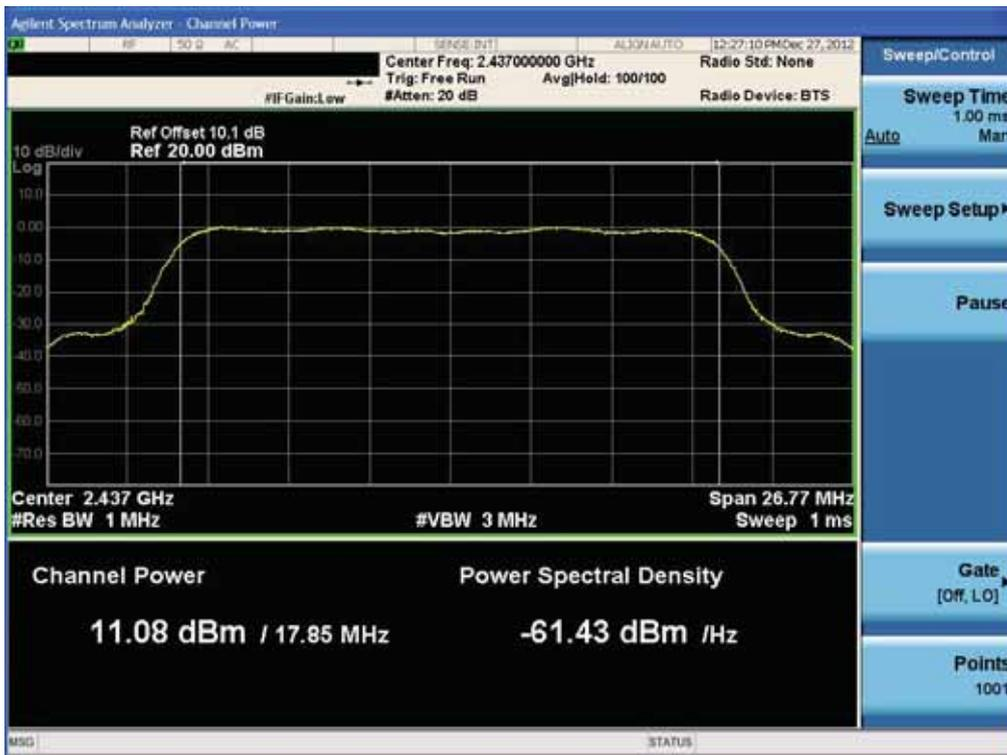 Agilent Spectrum Analyzer - Channel Power
RF 50 Ω AC SENSE:INT ALIGN AUTO 12:27:10 PM Dec 27, 2012
Center Freq: 2.437000000 GHz Radio Std: None
Trig: Free Run Avg|Hold: 100/100
#IFGain:Low #Atten: 20 dB Radio Device: BTS
Ref Offset 10.1 dB
10 dB/div Ref 20.00 dBm
Log
10.0
0.00
-10.0
-20.0
-30.0
-40.0
-50.0
-60.0
-70.0
Center 2.437 GHz Span 26.77 MHz
#Res BW 1 MHz #VBW 3 MHz Sweep 1 ms
Channel Power Power Spectral Density
11.08 dBm / 17.85 MHz -61.43 dBm /Hz
MSG STATUS
Sweep/Control
Sweep Time
1.00 ms
Auto Man
Sweep Setup
Pause
Gate
[Off, LO]
Points
1001